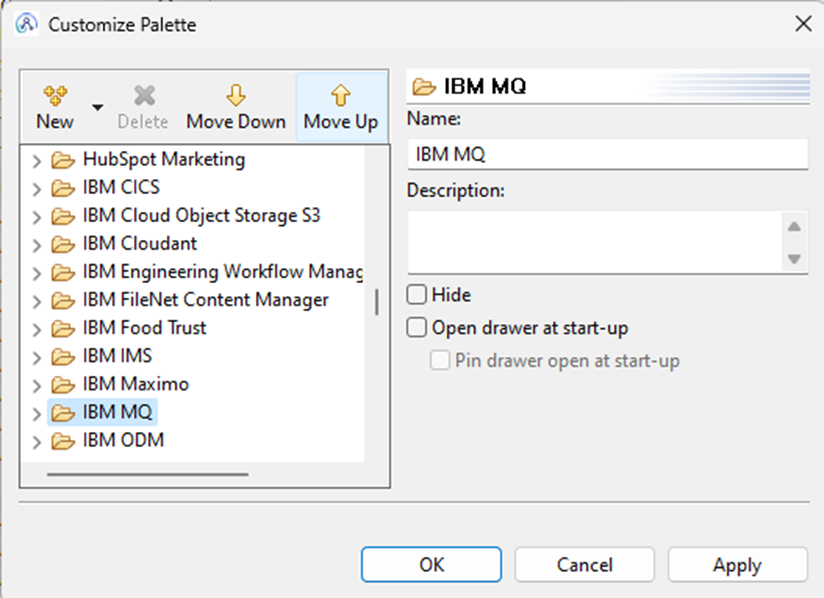 Customize Palette
New
Delete
Move Down
Move Up
HubSpot Marketing
IBM CICS
IBM Cloud Object Storage S3
IBM Cloudant
IBM Engineering Workflow Manag
IBM FileNet Content Manager
IBM Food Trust
IBM IMS
IBM Maximo
IBM MQ
IBM ODM
IBM MQ
Name:
IBM MQ
Description:
Hide
Open drawer at start-up
Pin drawer open at start-up
OK
Cancel
Apply